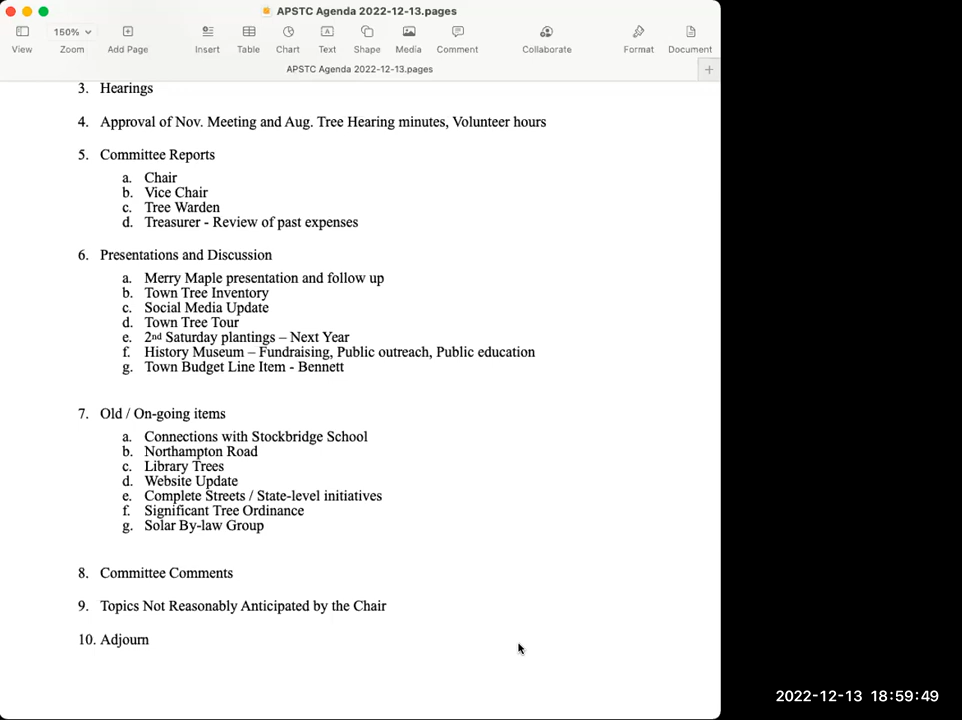 APSTC Agenda 2022-12-13.pages
150%
View
Zoom
Add Page
Insert
Table
Chart
Text
Shape
Media
Comment
Collaborate
Format
Document
APSTC Agenda 2022-12-13.pages
3. Hearings
4. Approval of Nov. Meeting and Aug. Tree Hearing minutes, Volunteer hours
5. Committee Reports
a. Chair
b. Vice Chair
c. Tree Warden
d. Treasurer - Review of past expenses
6. Presentations and Discussion
a. Merry Maple presentation and follow up
b. Town Tree Inventory
c. Social Media Update
d. Town Tree Tour
e. 2nd Saturday plantings – Next Year
f. History Museum – Fundraising, Public outreach, Public education
g. Town Budget Line Item - Bennett
7. Old / On-going items
a. Connections with Stockbridge School
b. Northampton Road
c. Library Trees
d. Website Update
e. Complete Streets / State-level initiatives
f. Significant Tree Ordinance
g. Solar By-law Group
8. Committee Comments
9. Topics Not Reasonably Anticipated by the Chair
10. Adjourn
2022-12-13 18:59:49